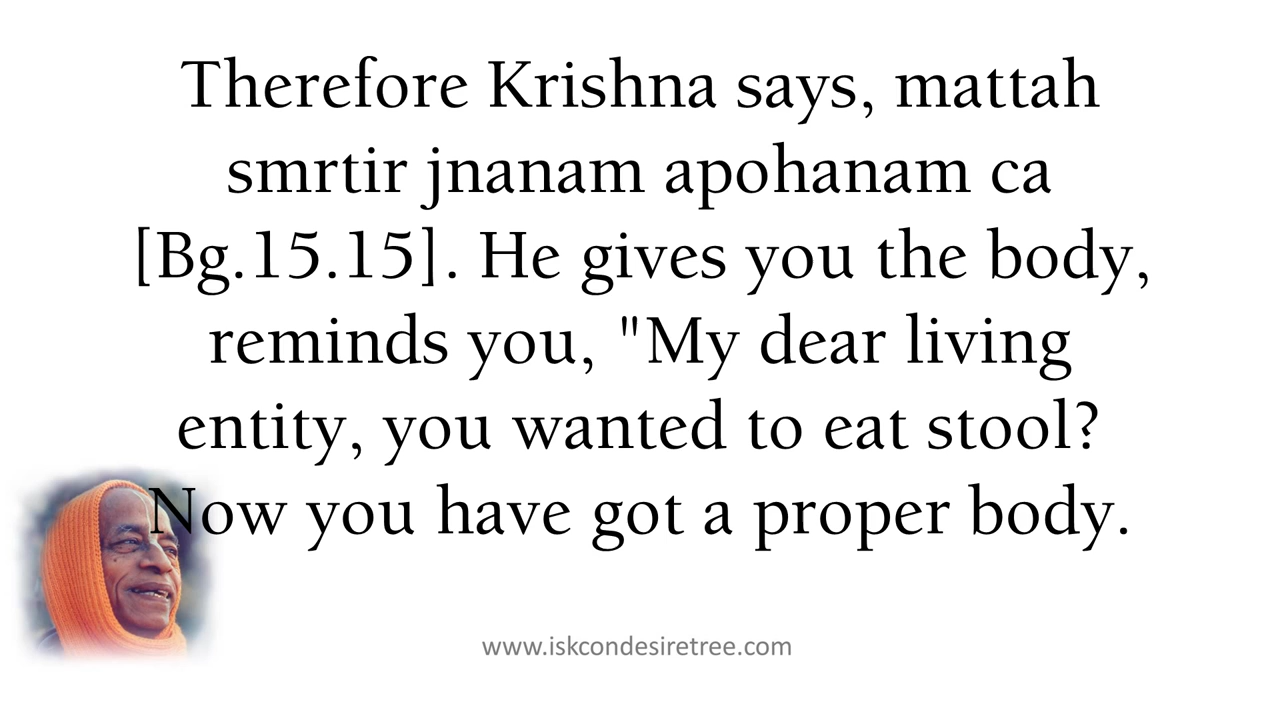 Therefore Krishna says, mattah
smrtir jnanam apohanam ca
[Bg.15.15]. He gives you the body,
reminds you, "My dear living
entity, you wanted to eat stool?
Now you have got a proper body.
www.iskcondesiretree.com